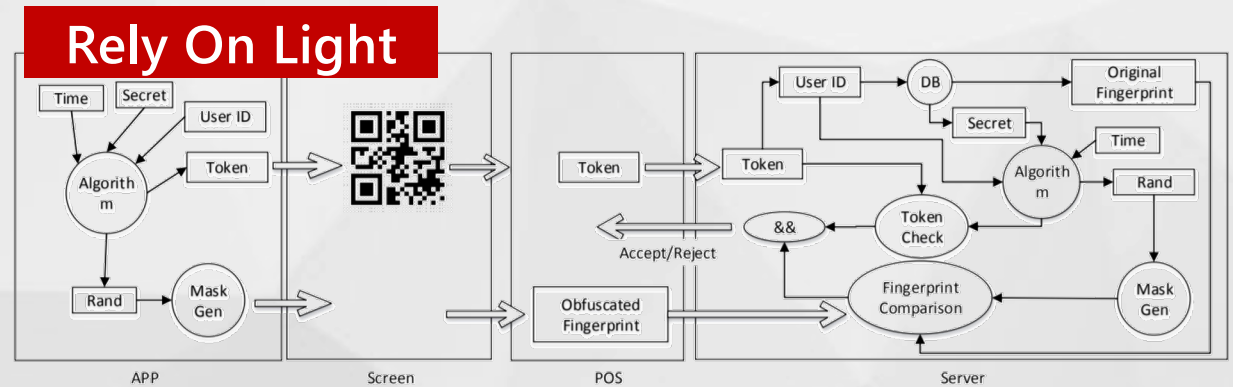 Rely On Light
Time
Secret
User ID
Algorith
m
Token
Rand
Mask
Gen
APP
Screen
Token
Accept/Reject
Obfuscated
Fingerprint
POS
User ID
DB
Original
Fingerprint
Secret
Time
Token
Algorith
m
Rand
&&
Token
Check
Fingerprint
Comparison
Mask
Gen
Server